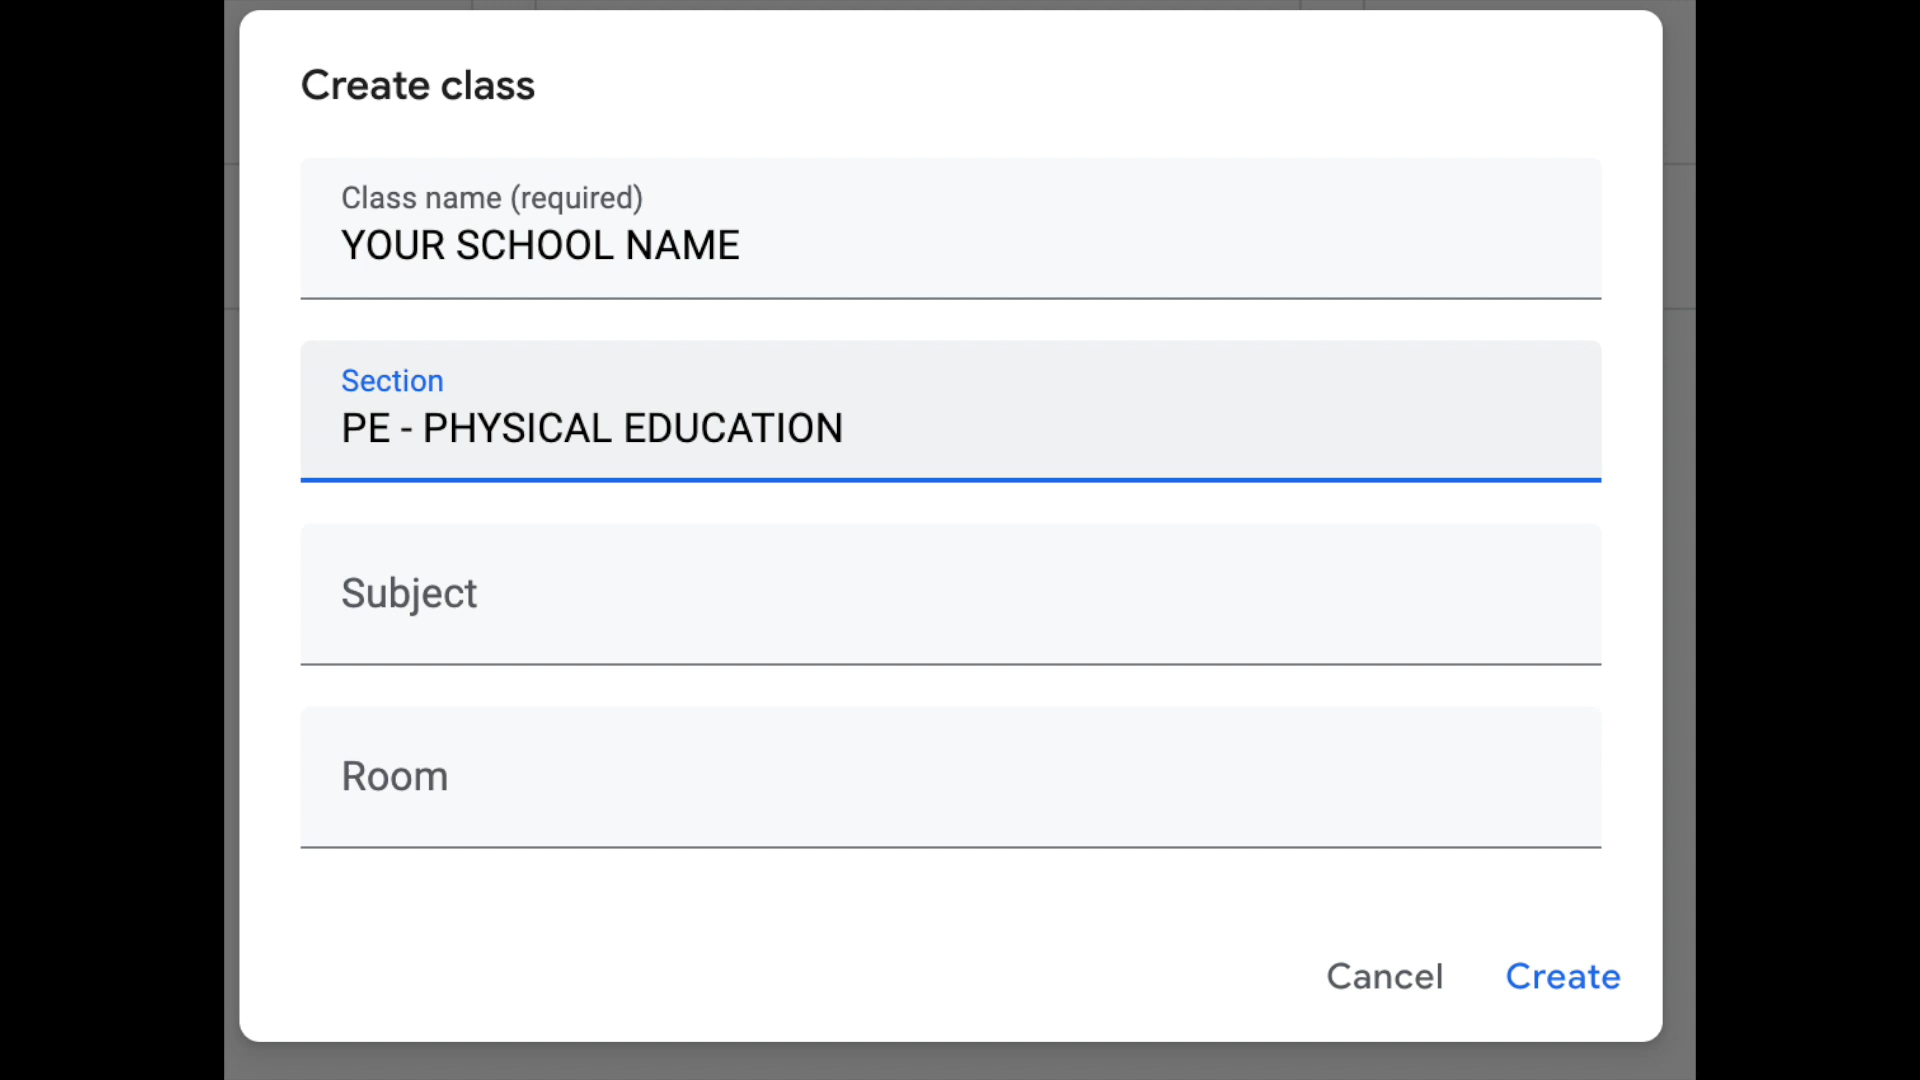 Create class
Class name (required)
YOUR SCHOOL NAME
Section
PE - PHYSICAL EDUCATION
Subject
Room
Cancel
Create